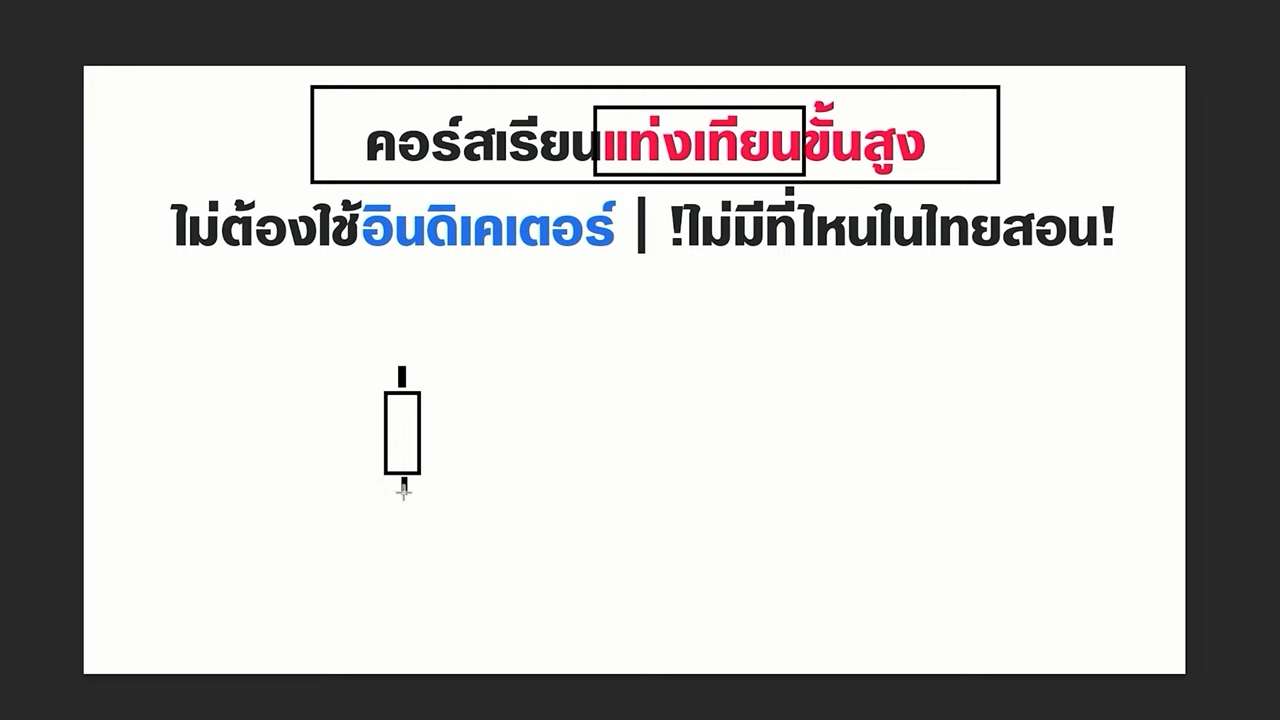 คอร์สเรียนแท่งเทียนขั้นสูง
ไม่ต้องใช้อินดิเคเตอร์ | !ไม่มีที่ไหนในไทยสอน!